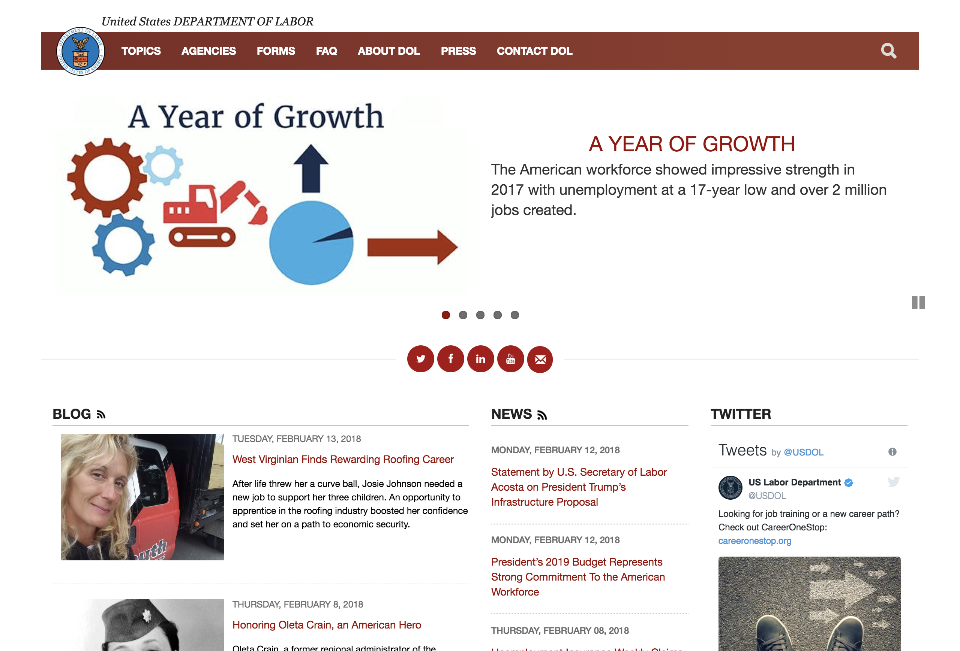 United States DEPARTMENT OF LABOR
TOPICS AGENCIES FORMS FAQ ABOUT DOL PRESS CONTACT DOL
A Year of Growth
A YEAR OF GROWTH
The American workforce showed impressive strength in
2017 with unemployment at a 17-year low and over 2 million
jobs created.
BLOG
TUESDAY, FEBRUARY 13, 2018
West Virginian Finds Rewarding Roofing Career
After life threw her a curve ball, Josie Johnson needed a
new job to support her three children. An opportunity to
apprentice in the roofing industry boosted her confidence
and set her on a path to economic security.
THURSDAY, FEBRUARY 8, 2018
Honoring Oleta Crain, an American Hero
Oleta Crain, a former regional administrator of the
NEWS
MONDAY, FEBRUARY 12, 2018
Statement by U.S. Secretary of Labor
Acosta on President Trump's
Infrastructure Proposal
MONDAY, FEBRUARY 12, 2018
President's 2019 Budget Represents
Strong Commitment To the American
Workforce
THURSDAY, FEBRUARY 08, 2018
Unemployment Insurance Weekly Claims
TWITTER
Tweets by @USDOL
US Labor Department
@USDOL
Looking for job training or a new career path?
Check out CareerOneStop:
careeronestop.org